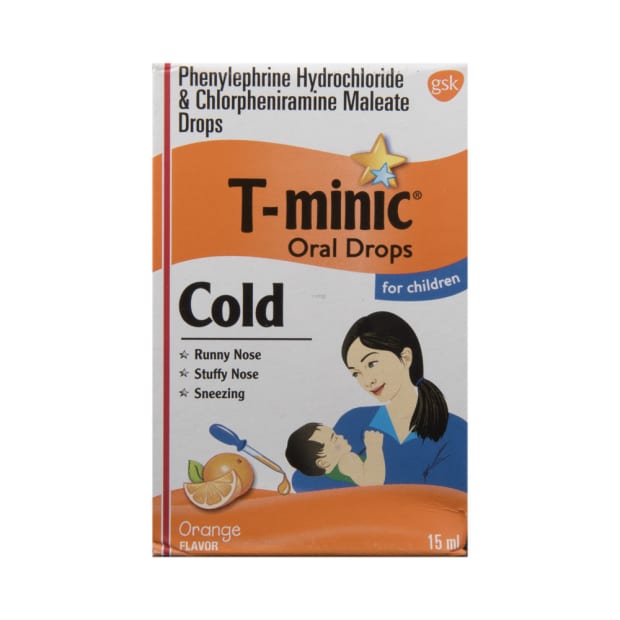 Phenylephrine Hydrochloride
& Chlorpheniramine Maleate
Drops
gsk
T-minic®
Oral Drops
for children
Cold
Runny Nose
Stuffy Nose
Sneezing
Orange
FLAVOR
15 ml